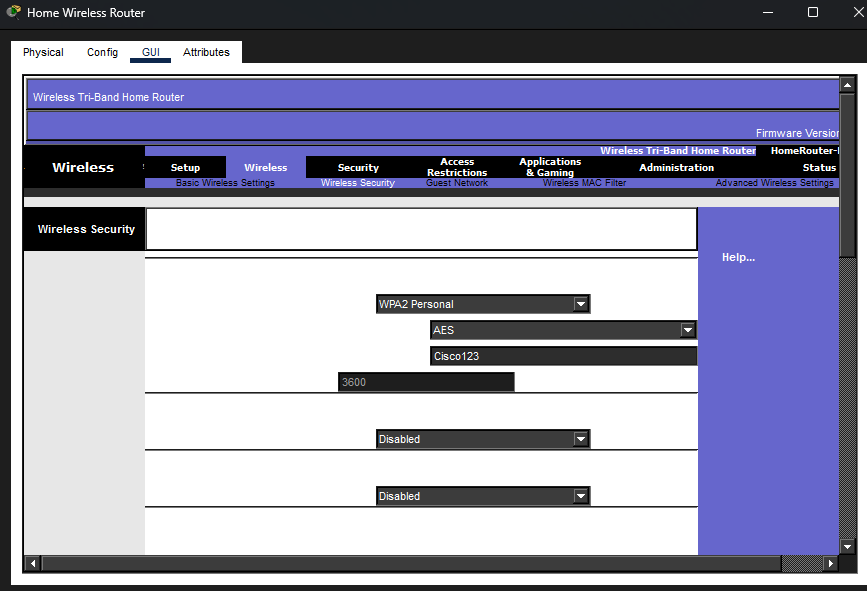 Home Wireless Router
Physical Config GUI Attributes
Wireless Tri-Band Home Router
Firmware Version
Wireless Tri-Band Home Router HomeRouter-
Wireless Setup Wireless Security Access Restrictions Applications & Gaming Administration Status
Basic Wireless Settings Wireless Security Guest Network Wireless MAC Filter Advanced Wireless Settings
Wireless Security
Help...
WPA2 Personal
AES
Cisco123
3600
Disabled
Disabled